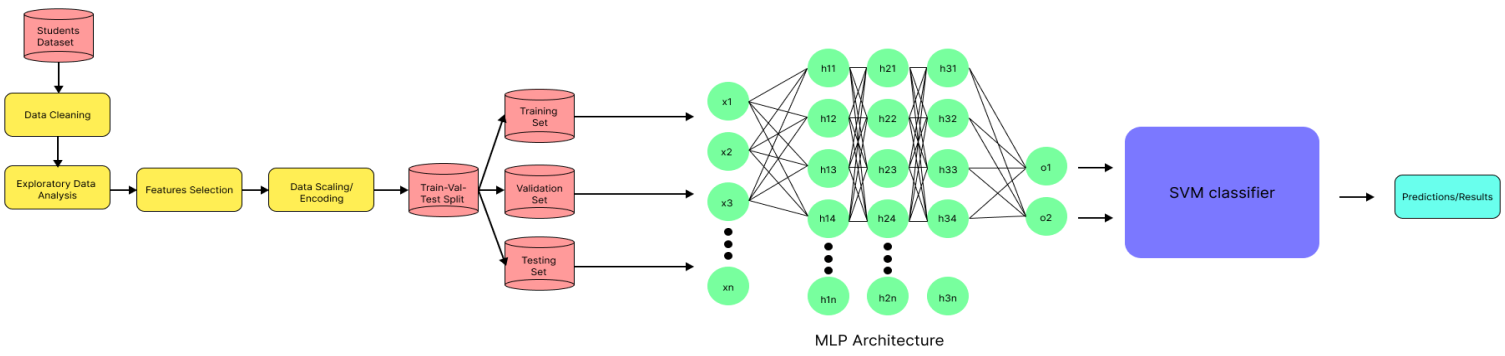 Students
Dataset
Data Cleaning
Exploratory Data
Analysis
Features Selection
Data Scaling/
Encoding
Train-Val-
Test Split
Training
Set
Validation
Set
Testing
Set
x1
x2
x3
xn
h11
h12
h13
h14
h1n
h21
h22
h23
h24
h2n
h31
h32
h33
h34
h3n
o1
o2
MLP Architecture
SVM classifier
Predictions/Results